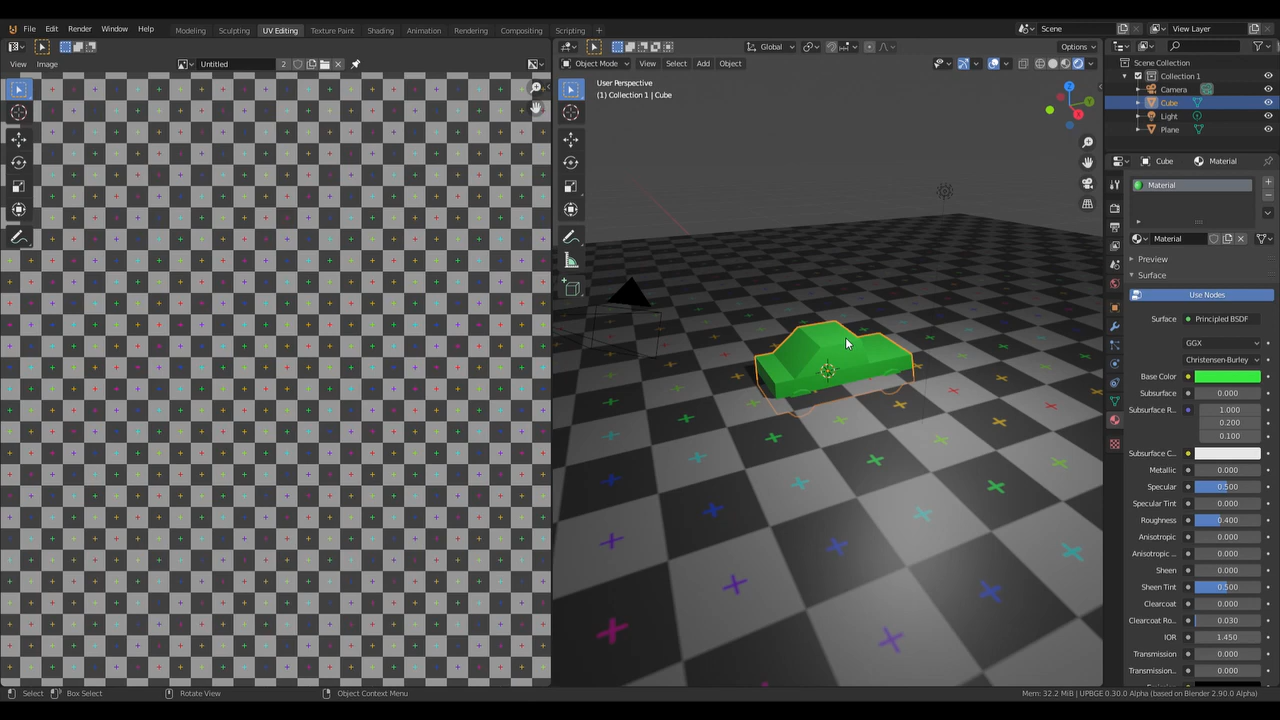 File Edit Render Window Help Modeling Sculpting UV Editing Texture Paint Shading Animation Rendering Compositing Scripting + Scene View Layer
Global Options
View Image Untitled 2 Object Mode View Select Add Object
Scene Collection
Collection 1
Camera
Cube
Light
Plane
User Perspective
(1) Collection 1 | Cube
Cube Material
Material
Material
Preview
Surface
Use Nodes
Surface Principled BSDF
GGX
Christensen-Burley
Base Color
Subsurface 0.000
Subsurface R... 1.000
0.200
0.100
Subsurface C...
Metallic 0.000
Specular 0.500
Specular Tint 0.000
Roughness 0.400
Anisotropic 0.000
Anisotropic ... 0.000
Sheen 0.000
Sheen Tint 0.500
Clearcoat 0.000
Clearcoat Ro... 0.030
IOR 1.450
Transmission 0.000
Transmission... 0.000
Select Box Select Rotate View Object Context Menu Mem: 32.2 MiB | UPBGE 0.30.0 Alpha (based on Blender 2.90.0 Alpha)